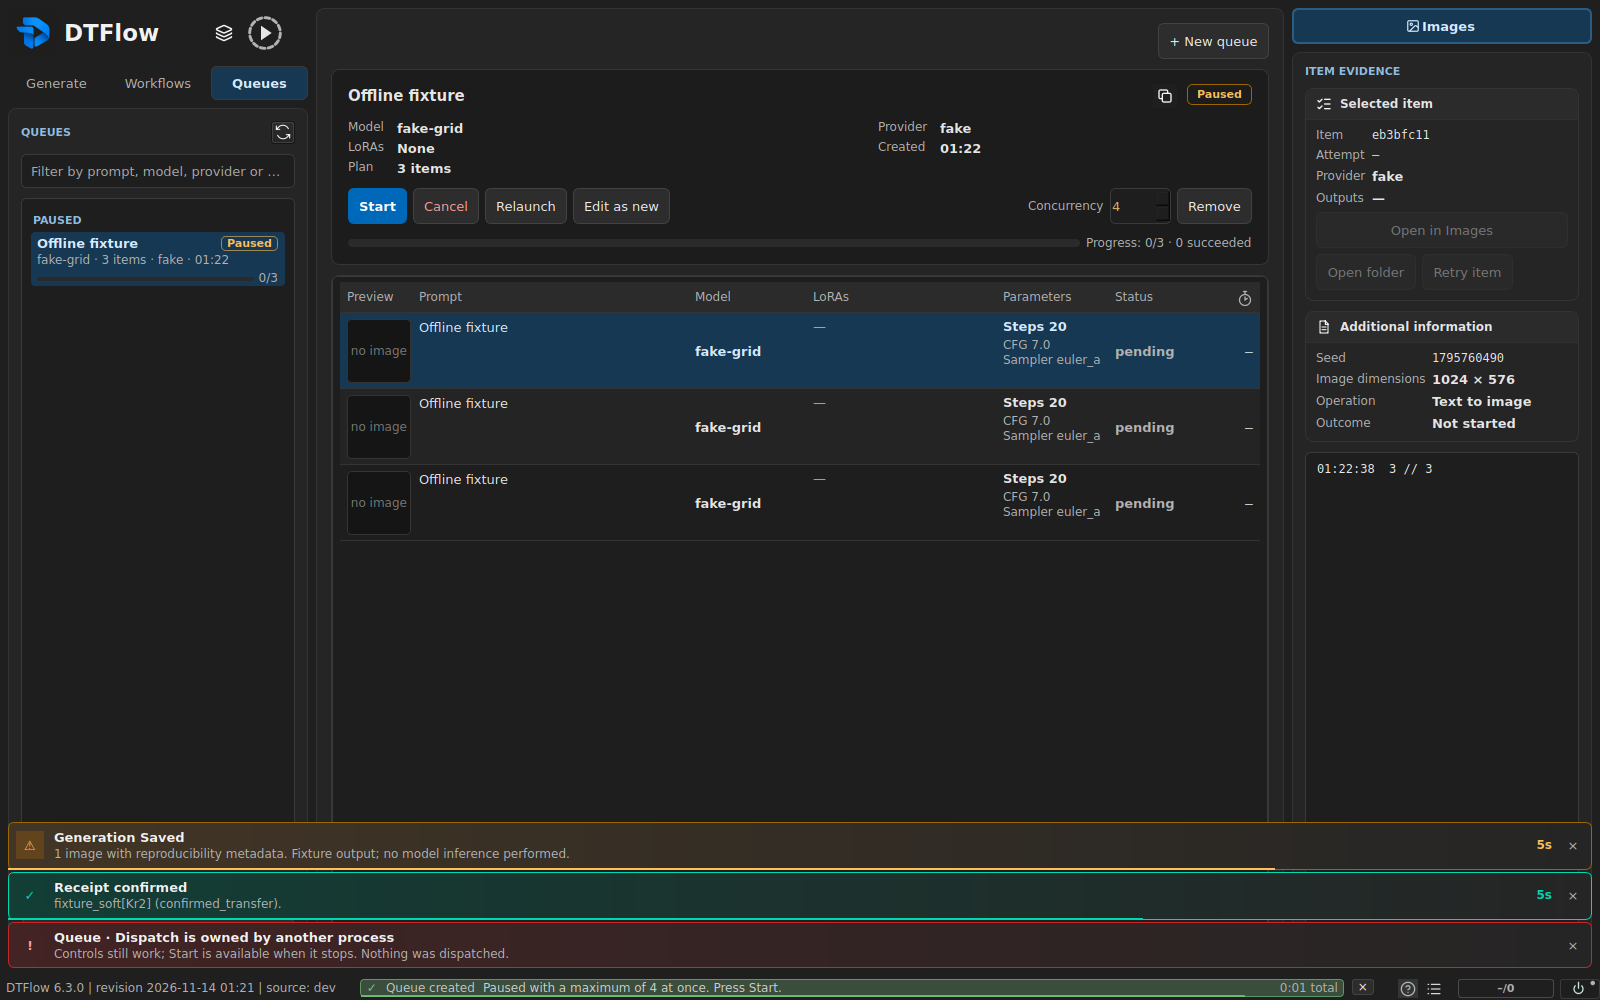 DTFlow
Generate Workflows Queues
QUEUES
Filter by prompt, model, provider or ...
PAUSED
Offline fixture Paused
fake-grid · 3 items · fake · 01:22
0/3
+ New queue
Offline fixture Paused
Model fake-grid Provider fake
LoRAs None Created 01:22
Plan 3 items
Start Cancel Relaunch Edit as new Concurrency 4 Remove
Progress: 0/3 · 0 succeeded
Preview Prompt Model LoRAs Parameters Status
no image Offline fixture fake-grid — Steps 20 CFG 7.0 Sampler euler_a pending –
no image Offline fixture fake-grid — Steps 20 CFG 7.0 Sampler euler_a pending –
no image Offline fixture fake-grid — Steps 20 CFG 7.0 Sampler euler_a pending –
Images
ITEM EVIDENCE
Selected item
Item eb3bfc11
Attempt –
Provider fake
Outputs —
Open in Images
Open folder Retry item
Additional information
Seed 1795760490
Image dimensions 1024 × 576
Operation Text to image
Outcome Not started
01:22:38 3 // 3
Generation Saved
1 image with reproducibility metadata. Fixture output; no model inference performed.
5s ×
Receipt confirmed
fixture_soft[Kr2] (confirmed_transfer).
5s ×
! Queue · Dispatch is owned by another process
Controls still work; Start is available when it stops. Nothing was dispatched.
×
DTFlow 6.3.0 | revision 2026-11-14 01:21 | source: dev ✓ Queue created Paused with a maximum of 4 at once. Press Start. 0:01 total × –/0